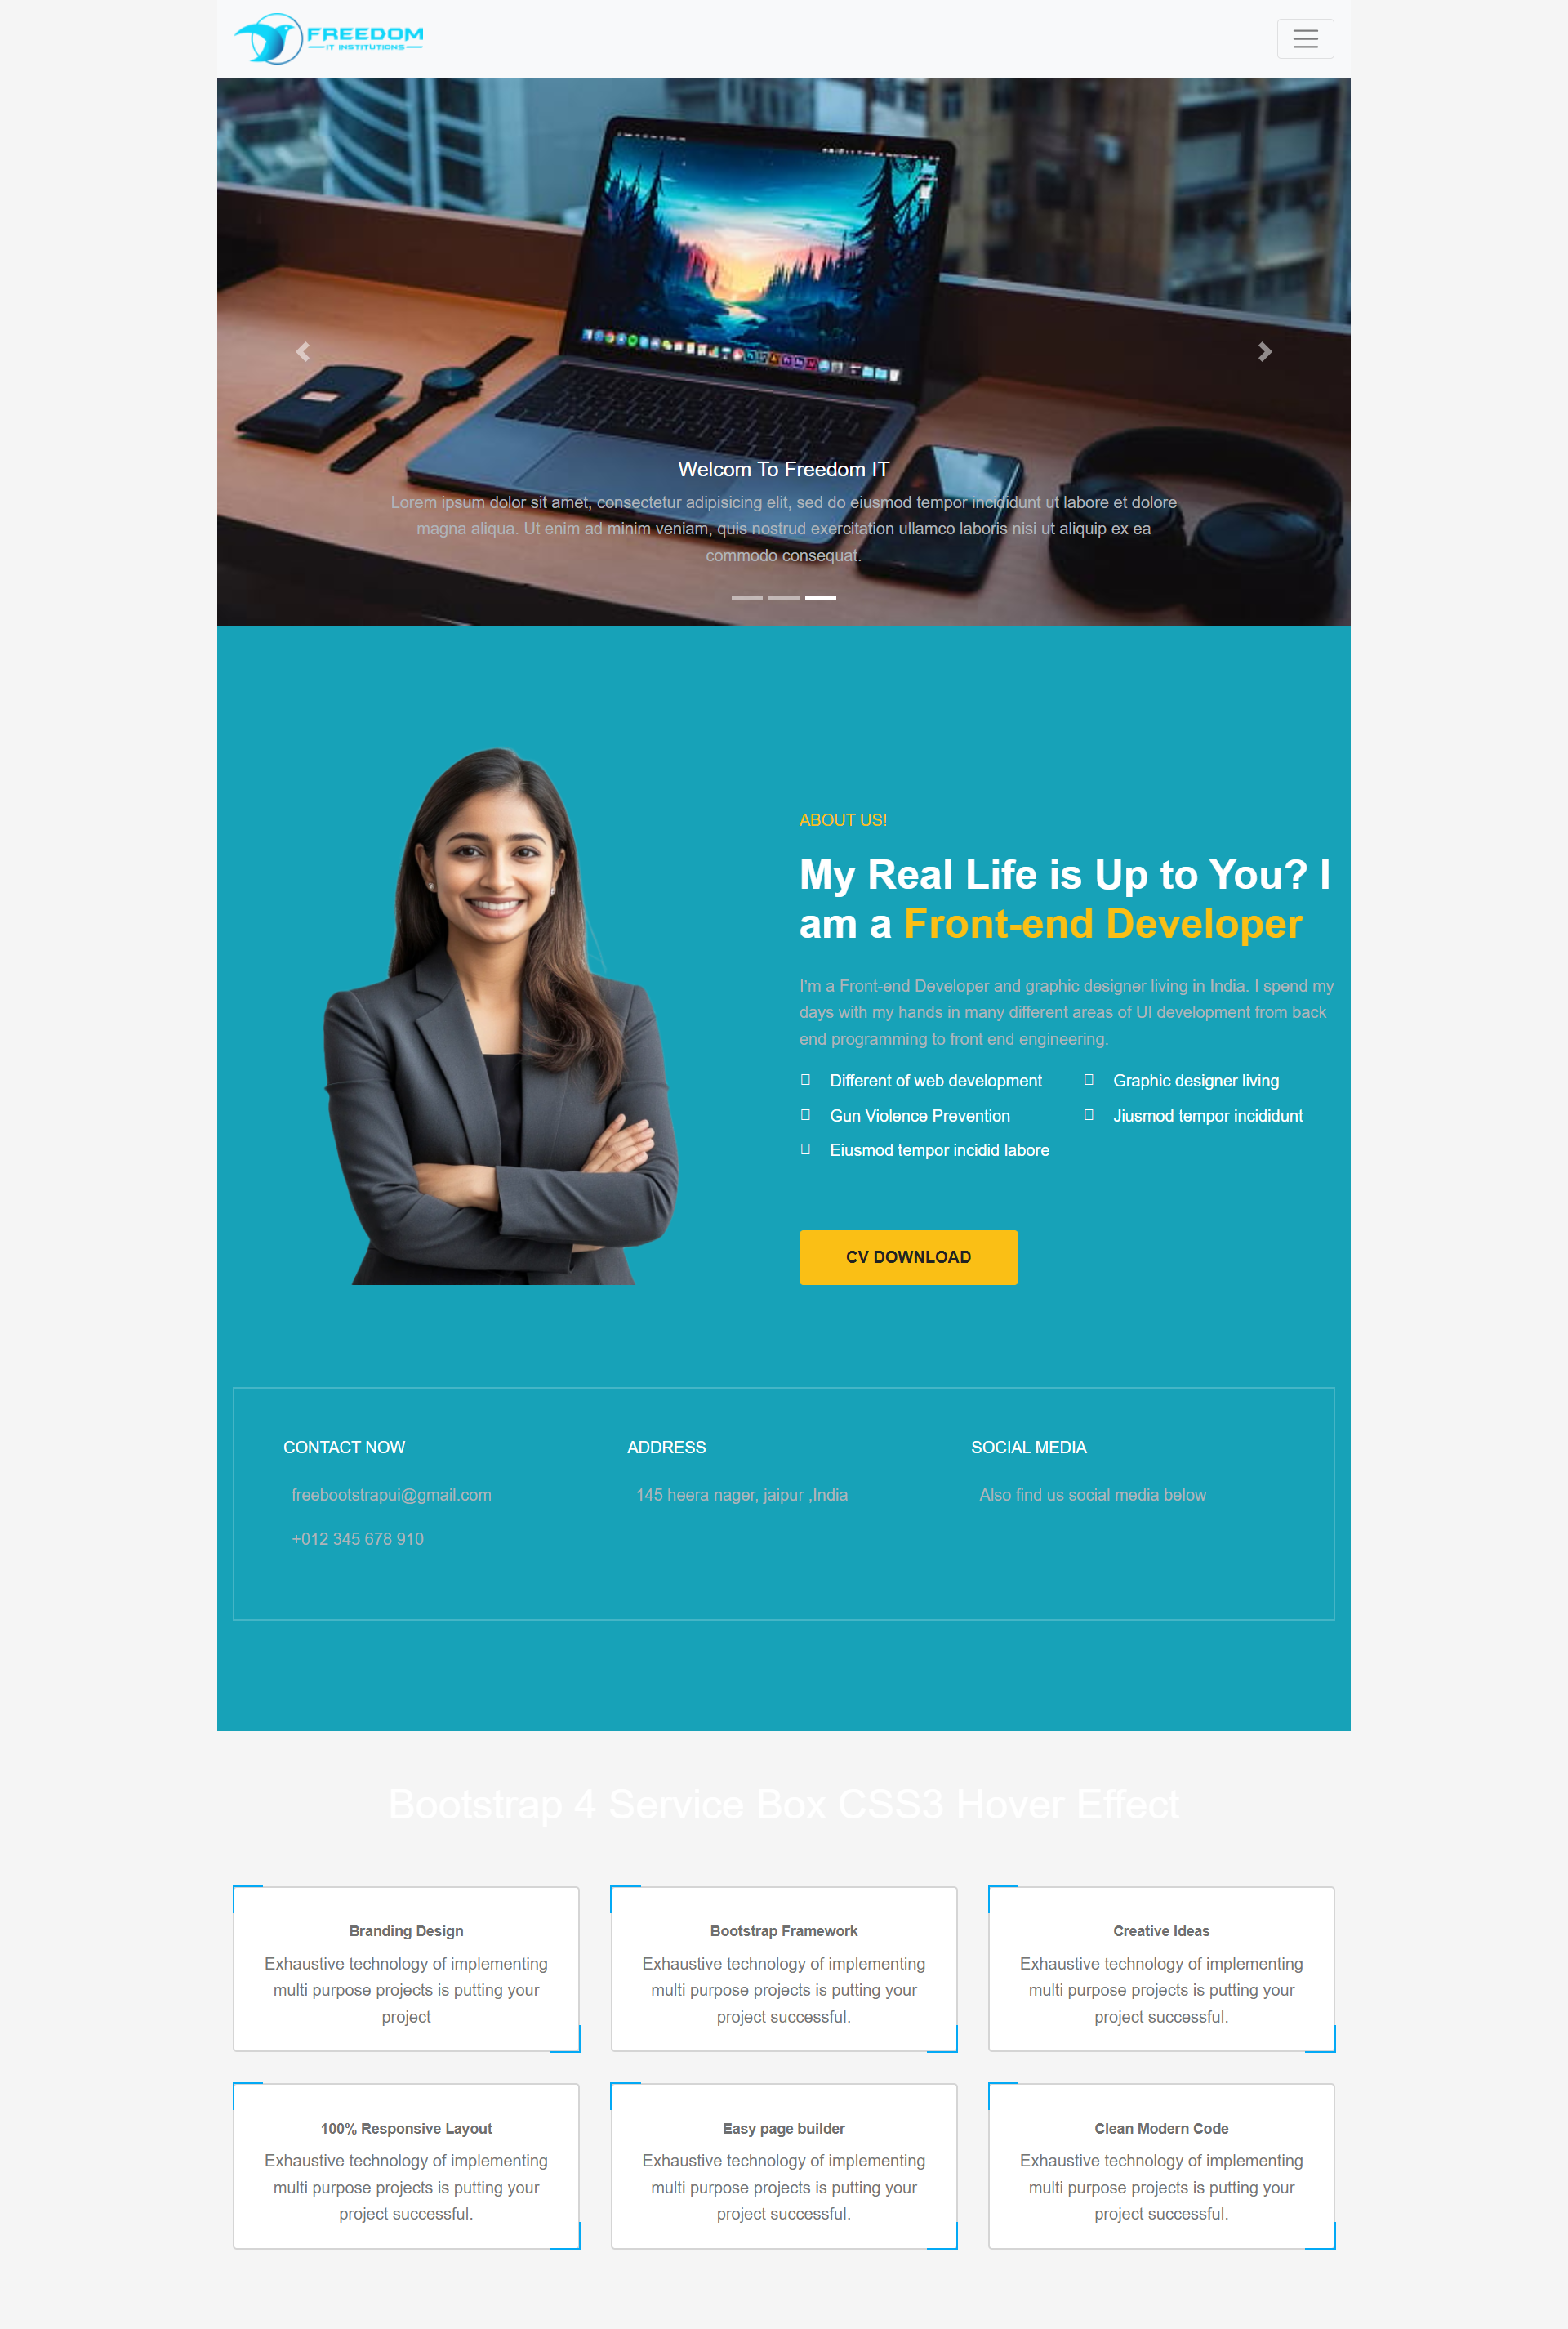 FREEDOM
IT INSTITUTIONS
Welcom To Freedom IT
Lorem ipsum dolor sit amet, consectetur adipisicing elit, sed do eiusmod tempor incididunt ut labore et dolore
magna aliqua. Ut enim ad minim veniam, quis nostrud exercitation ullamco laboris nisi ut aliquip ex ea
commodo consequat.
ABOUT US!
My Real Life is Up to You? I
am a Front-end Developer
I'm a Front-end Developer and graphic designer living in India. I spend my
days with my hands in many different areas of UI development from back
end programming to front end engineering.
Different of web development
Graphic designer living
Gun Violence Prevention
Jiusmod tempor incididunt
Eiusmod tempor incidid labore
CV DOWNLOAD
CONTACT NOW
freebootstrapui@gmail.com
+012 345 678 910
ADDRESS
145 heera nager, jaipur ,India
SOCIAL MEDIA
Also find us social media below
Bootstrap 4 Service Box CSS3 Hover Effect
Branding Design
Exhaustive technology of implementing
multi purpose projects is putting your
project
Bootstrap Framework
Exhaustive technology of implementing
multi purpose projects is putting your
project successful.
Creative Ideas
Exhaustive technology of implementing
multi purpose projects is putting your
project successful.
100% Responsive Layout
Exhaustive technology of implementing
multi purpose projects is putting your
project successful.
Easy page builder
Exhaustive technology of implementing
multi purpose projects is putting your
project successful.
Clean Modern Code
Exhaustive technology of implementing
multi purpose projects is putting your
project successful.